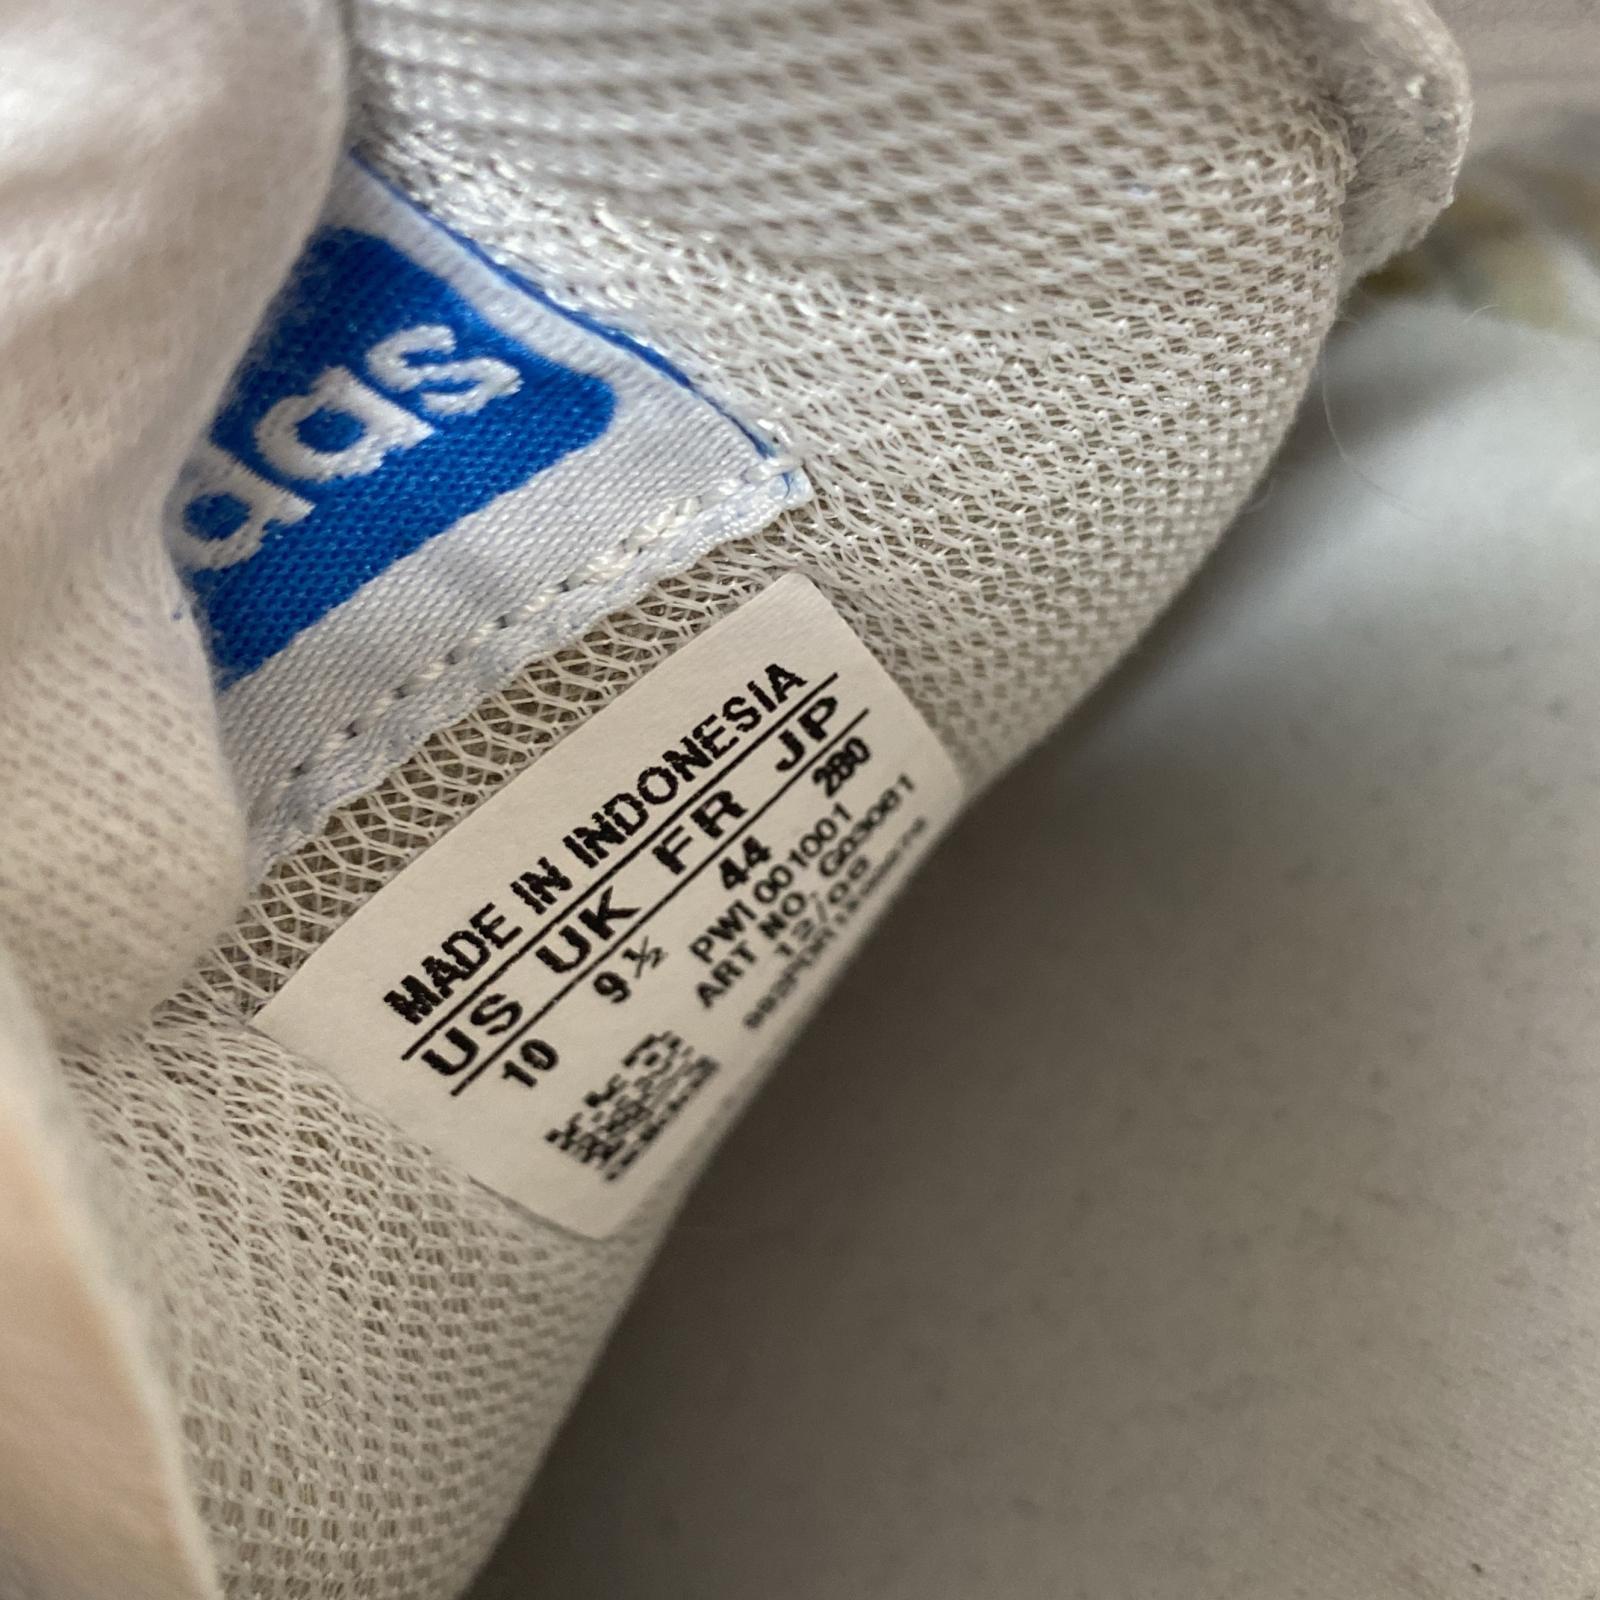 das
MADE IN INDONESIA
US UK FR JP
10 9½ 44 280
PWI 001001
ART NO. G03081
12/09